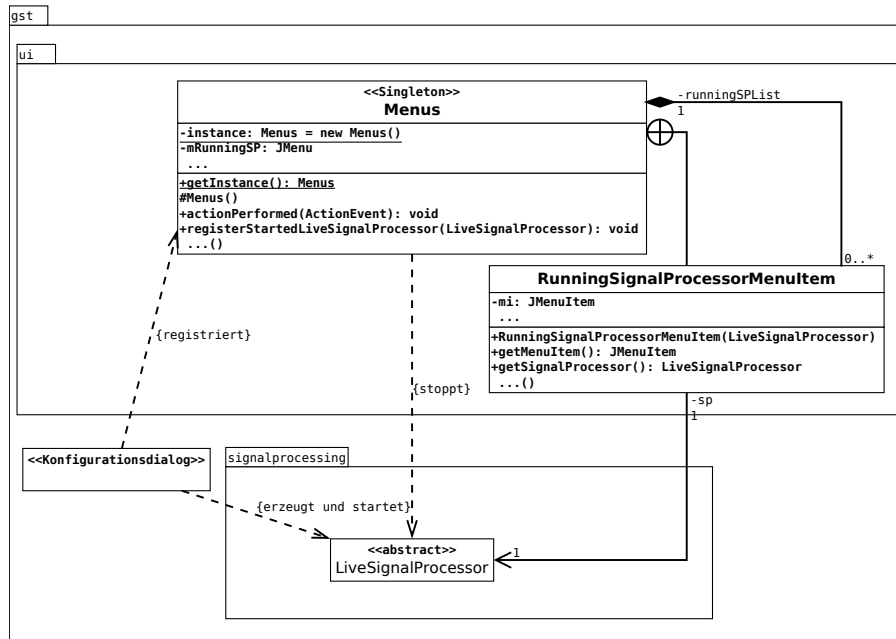 gst
ui
<<Singleton>>
Menus
-instance: Menus = new Menus()
-mRunningSP: JMenu
...
+getInstance(): Menus
#Menus()
+actionPerformed(ActionEvent): void
+registerStartedLiveSignalProcessor(LiveSignalProcessor): void
...()
-runningSPList
1
0..*
RunningSignalProcessorMenuItem
-mi: JMenuItem
...
+RunningSignalProcessorMenuItem(LiveSignalProcessor)
+getMenuItem(): JMenuItem
+getSignalProcessor(): LiveSignalProcessor
...()
{registriert}
{stoppt}
-sp
1
<<Konfigurationsdialog>>
signalprocessing
{erzeugt und startet}
<<abstract>>
LiveSignalProcessor
1